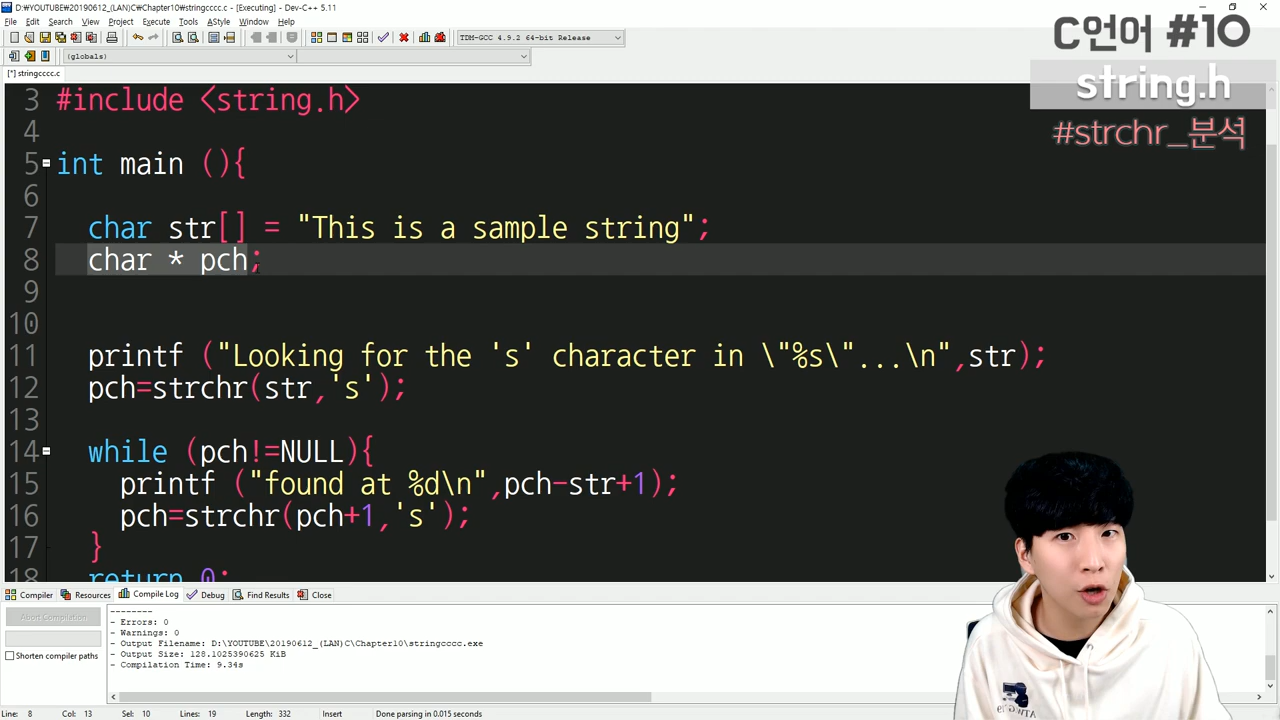 D:₩YOUTUBE₩20190612_(LAN)C₩Chapter10₩stringcccc.c - [Executing] - Dev-C++ 5.11
File Edit Search View Project Execute Tools AStyle Window Help
TDM-GCC 4.9.2 64-bit Release
(globals)
[*] stringcccc.c
C언어 #10
string.h
#strchr_분석
3 #include <string.h>
4
5 int main (){
6
7 char str[] = "This is a sample string";
8 char * pch;
9
10
11 printf ("Looking for the 's' character in \"%s\"...\n",str);
12 pch=strchr(str,'s');
13
14 while (pch!=NULL){
15 printf ("found at %d\n",pch-str+1);
16 pch=strchr(pch+1,'s');
17 }
18 return 0;
Compiler Resources Compile Log Debug Find Results Close
Abort Compilation
Shorten compiler paths
--------
- Errors: 0
- Warnings: 0
- Output Filename: D:\YOUTUBE\20190612_(LAN)C\Chapter10\stringcccc.exe
- Output Size: 128.1025390625 KiB
- Compilation Time: 9.34s
Line: 8 Col: 13 Sel: 10 Lines: 19 Length: 332 Insert Done parsing in 0.015 seconds